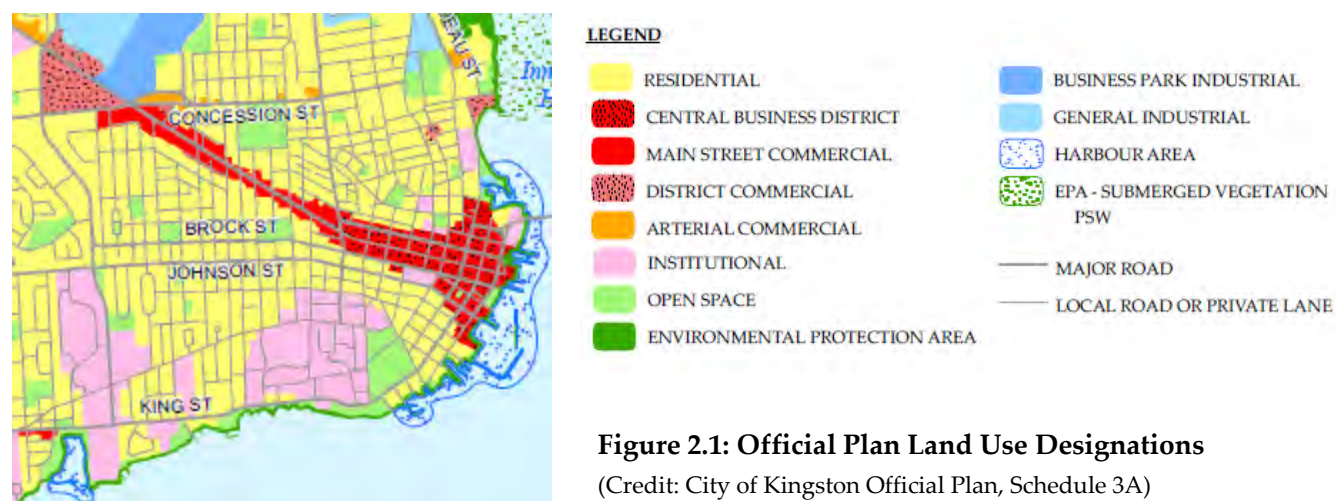 EAU ST
Inn
H
CONCESSION ST
BROCK ST
JOHNSON ST
KING ST
LEGEND
RESIDENTIAL
CENTRAL BUSINESS DISTRICT
MAIN STREET COMMERCIAL
DISTRICT COMMERCIAL
ARTERIAL COMMERCIAL
INSTITUTIONAL
OPEN SPACE
ENVIRONMENTAL PROTECTION AREA
BUSINESS PARK INDUSTRIAL
GENERAL INDUSTRIAL
HARBOUR AREA
EPA - SUBMERGED VEGETATION
PSW
MAJOR ROAD
LOCAL ROAD OR PRIVATE LANE
Figure 2.1: Official Plan Land Use Designations
(Credit: City of Kingston Official Plan, Schedule 3A)